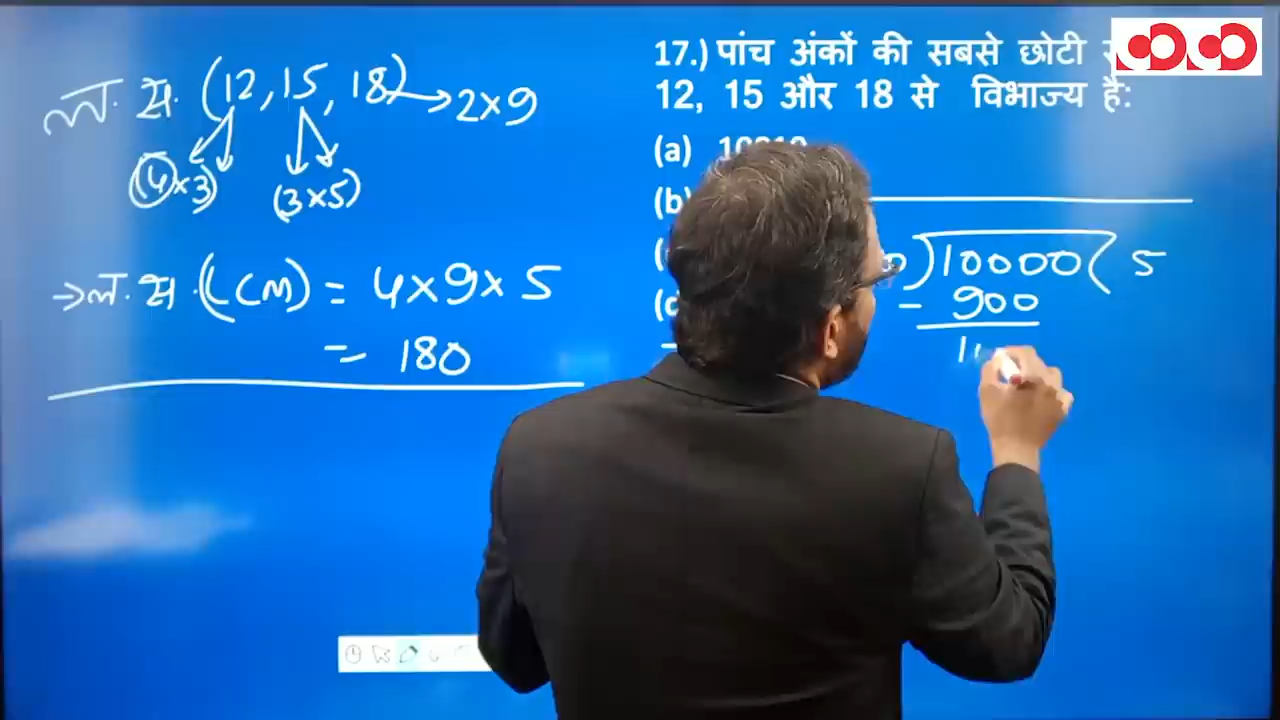 17.) पांच अंकों की सबसे छोटी
12, 15 और 18 से विभाज्य है:
(a)
(b)
ल. स. (12, 15, 18) → 2×9
(4×3) (3×5)
→ ल. स. (LCM) = 4×9×5
= 180
)10000( 5
- 900